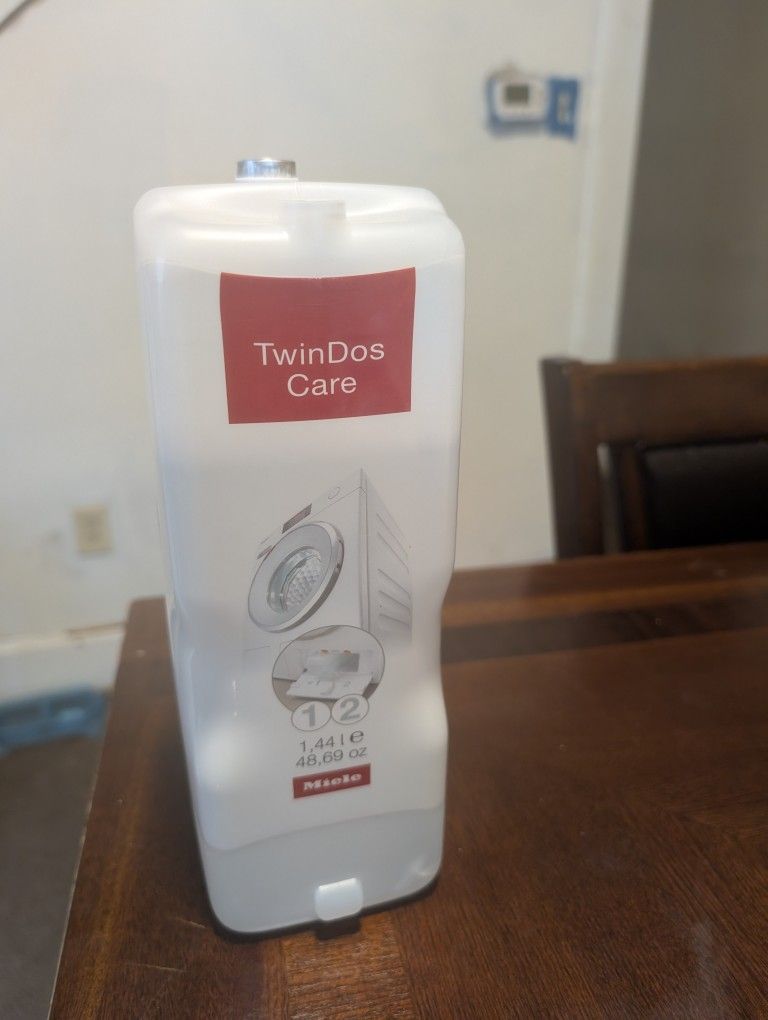 TwinDos
Care
1 2
1,44 l ℮
48,69 oz
Miele